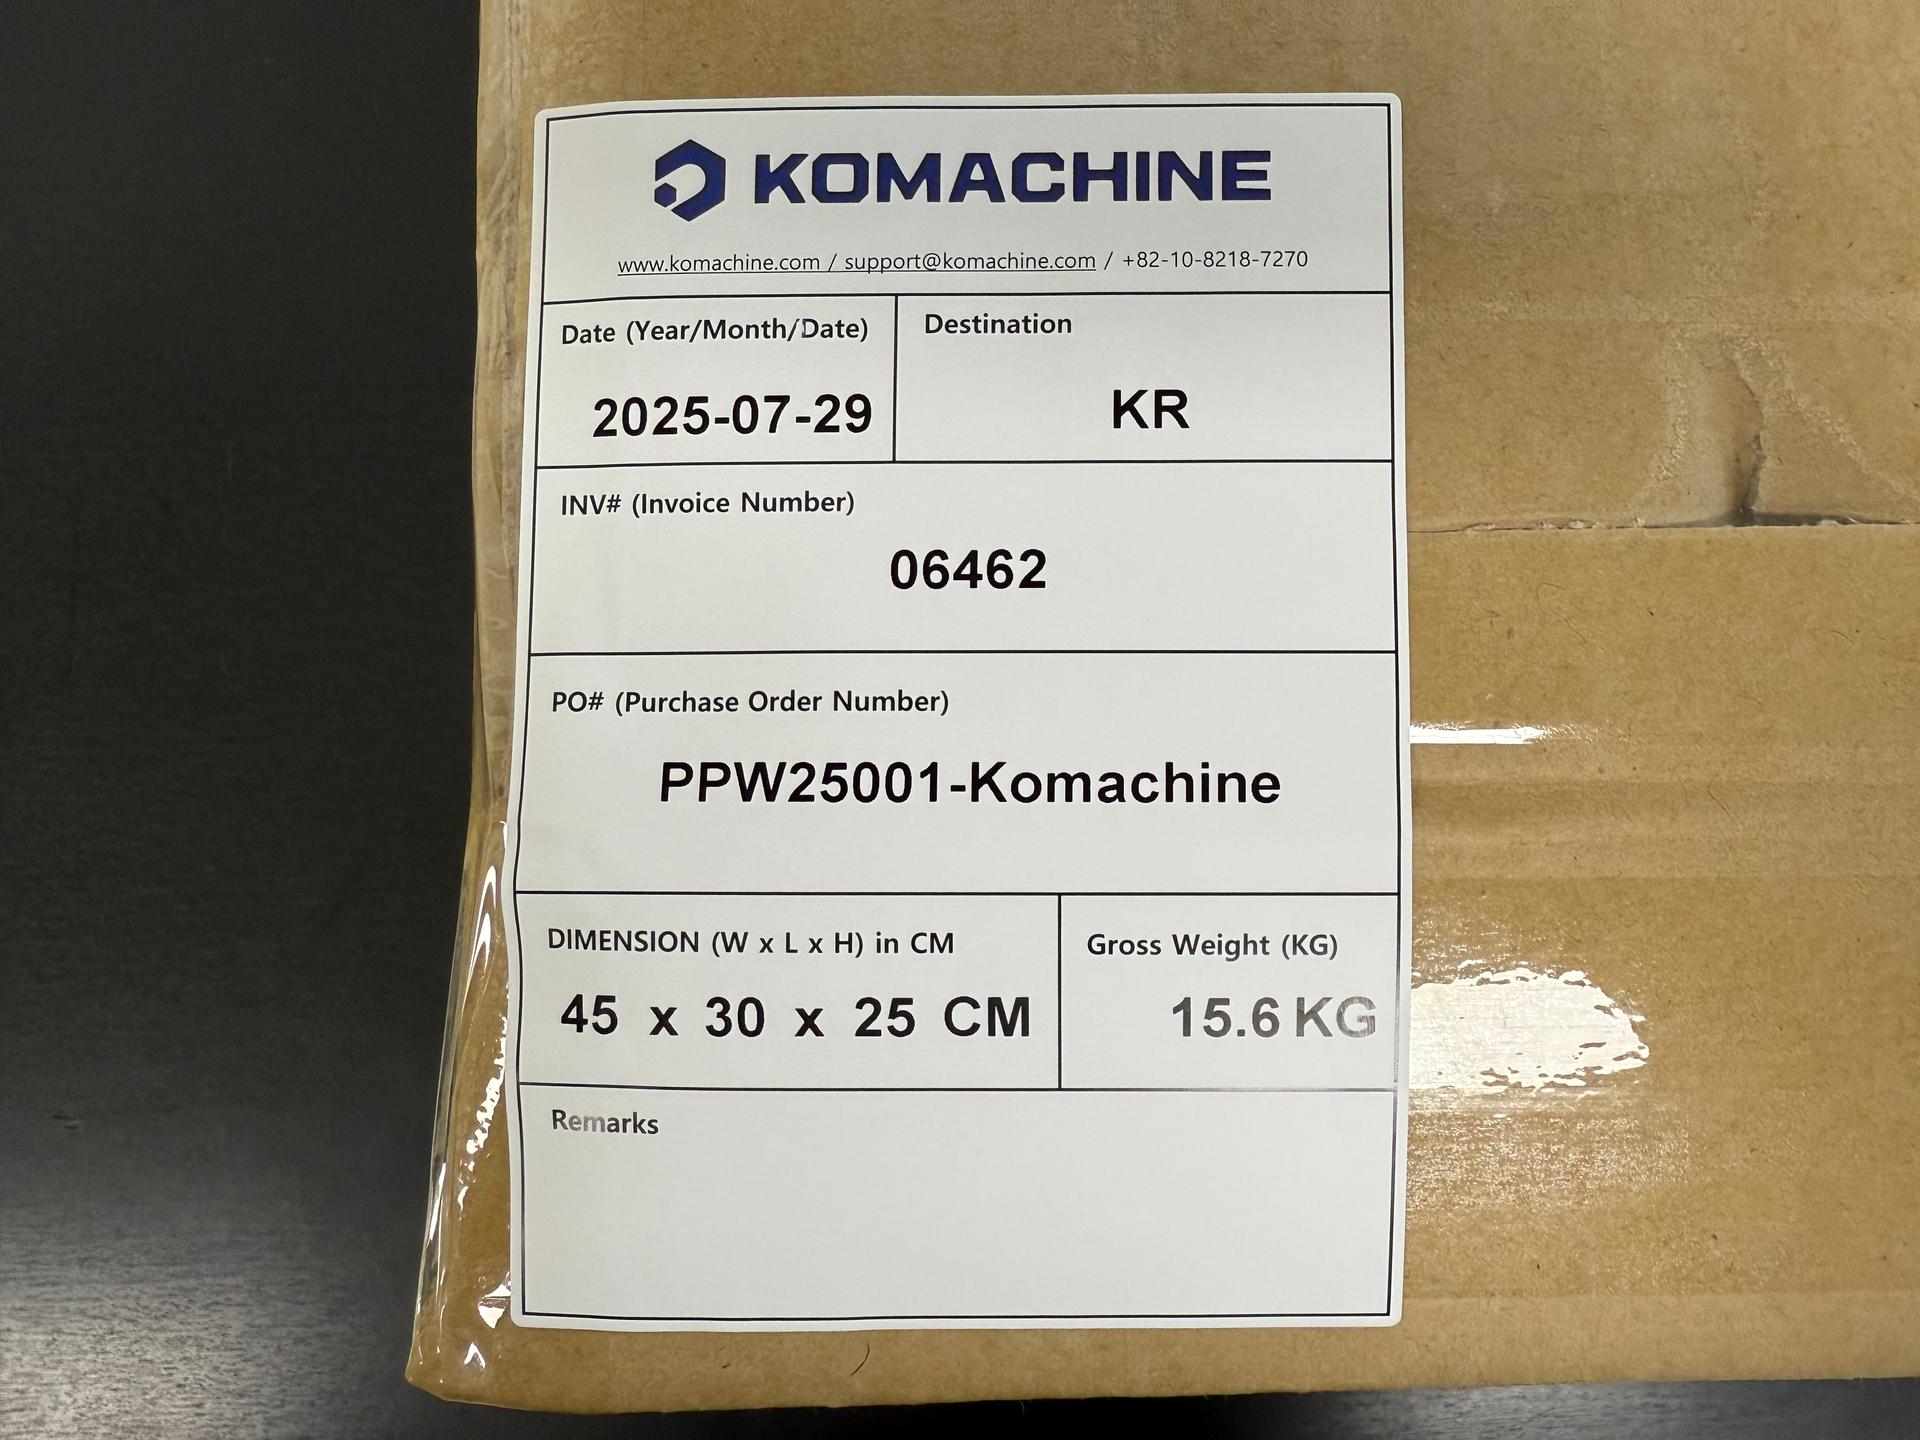 KOMACHINE
www.komachine.com / support@komachine.com / +82-10-8218-7270
Date (Year/Month/Date)
2025-07-29
Destination
KR
INV# (Invoice Number)
06462
PO# (Purchase Order Number)
PPW25001-Komachine
DIMENSION (W x L x H) in CM
45 x 30 x 25 CM
Gross Weight (KG)
15.6 KG
Remarks